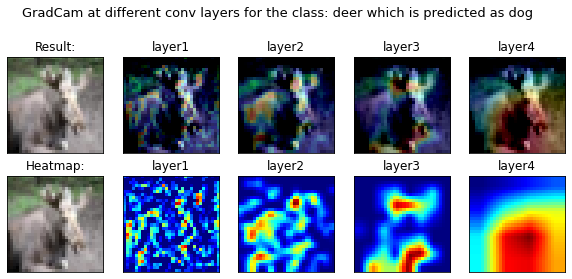 GradCam at different conv layers for the class: deer which is predicted as dog
Result: layer1 layer2 layer3 layer4
Heatmap: layer1 layer2 layer3 layer4